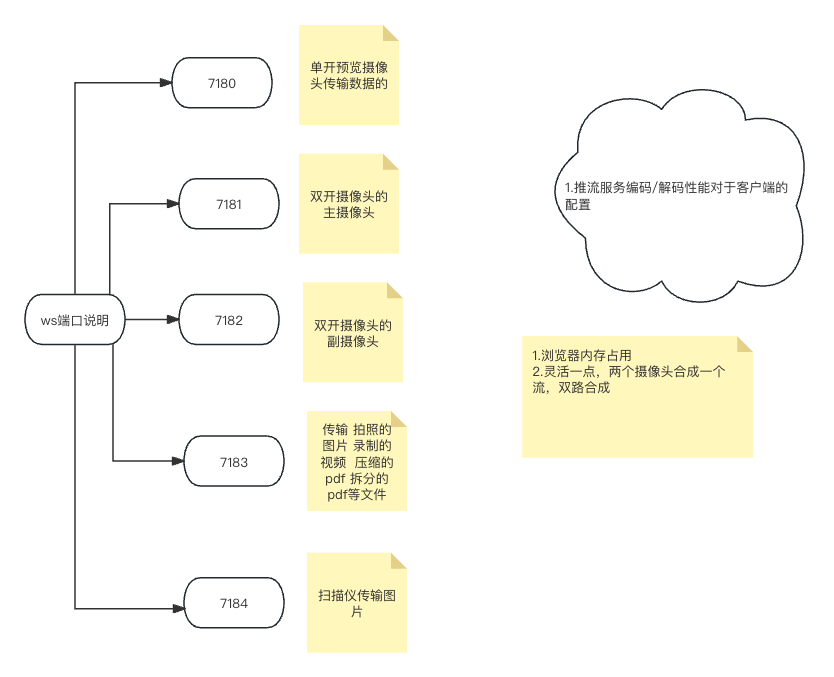 7180
单开预览摄像
头传输数据的
7181
双开摄像头的
主摄像头
ws端口说明
7182
双开摄像头的
副摄像头
7183
传输 拍照的
图片 录制的
视频  压缩的
pdf 拆分的
pdf等文件
7184
扫描仪传输图
片
1.推流服务编码/解码性能对于客户端的
配置
1.浏览器内存占用
2.灵活一点，两个摄像头合成一个
流，双路合成